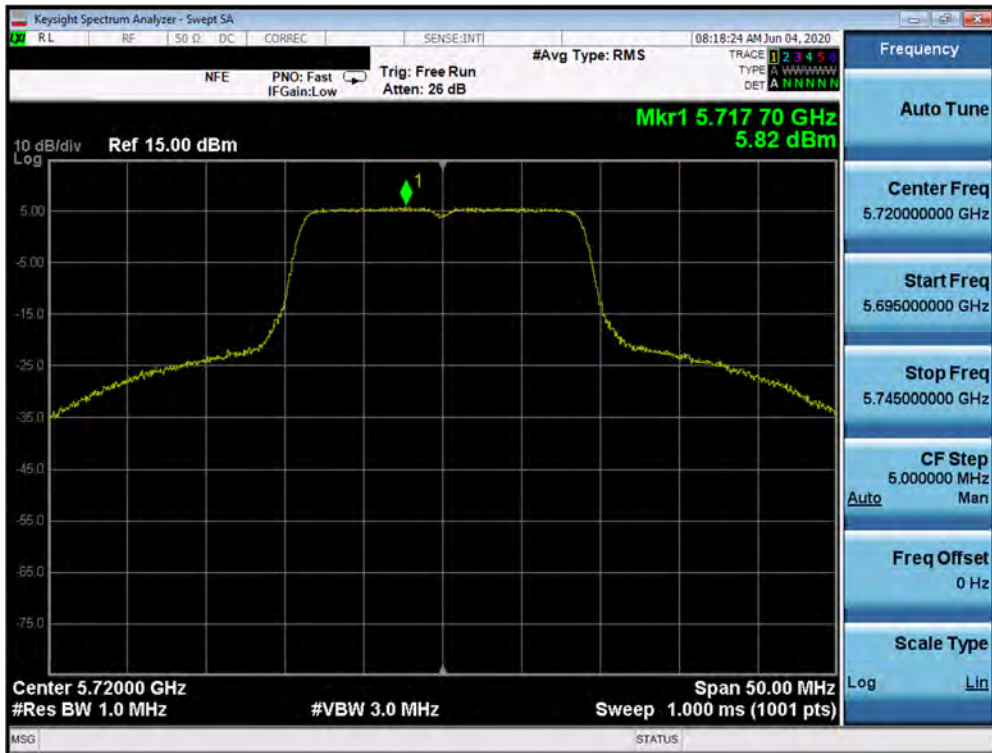 Keysight Spectrum Analyzer - Swept SA
LXI RL RF 50 Ω DC CORREC SENSE:INT 08:18:24 AM Jun 04, 2020
#Avg Type: RMS TRACE 1 2 3 4 5 6
NFE PNO: Fast Trig: Free Run TYPE A WWWWW
IFGain:Low Atten: 26 dB DET A N N N N N
Mkr1 5.717 70 GHz
5.82 dBm
10 dB/div Ref 15.00 dBm
Log
1
5.00
-5.00
-15.0
-25.0
-35.0
-45.0
-55.0
-65.0
-75.0
Center 5.72000 GHz Span 50.00 MHz
#Res BW 1.0 MHz #VBW 3.0 MHz Sweep 1.000 ms (1001 pts)
MSG STATUS
Frequency
Auto Tune
Center Freq
5.720000000 GHz
Start Freq
5.695000000 GHz
Stop Freq
5.745000000 GHz
CF Step
5.000000 MHz
Auto Man
Freq Offset
0 Hz
Scale Type
Log Lin